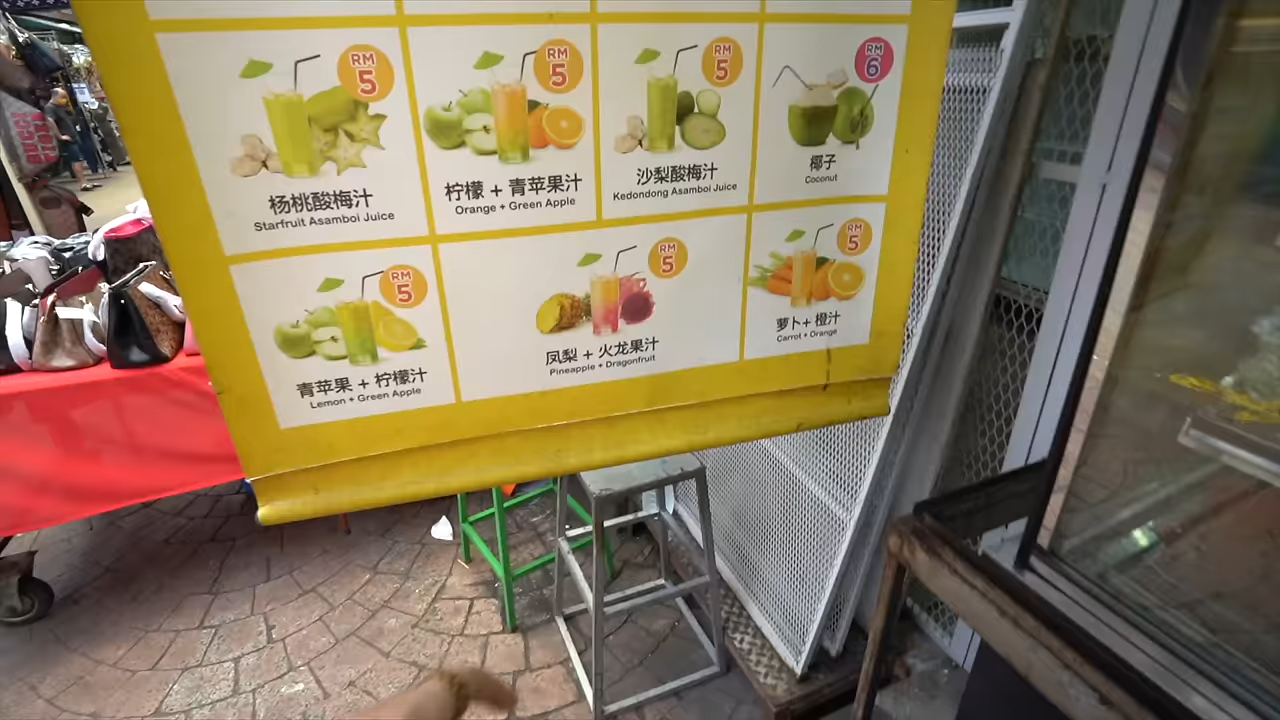 RM
5
杨桃酸梅汁
Starfruit Asamboi Juice
RM
5
柠檬 + 青苹果汁
Orange + Green Apple
RM
5
沙梨酸梅汁
Kedondong Asamboi Juice
RM
6
椰子
Coconut
RM
5
青苹果 + 柠檬汁
Lemon + Green Apple
RM
5
凤梨 + 火龙果汁
Pineapple + Dragonfruit
RM
5
萝卜+ 橙汁
Carrot + Orange